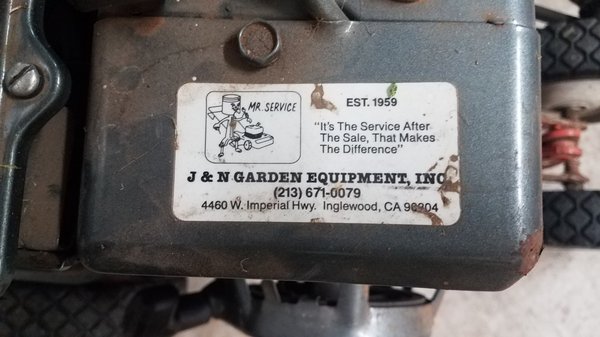 MR. SERVICE
EST. 1959
"It's The Service After
The Sale, That Makes
The Difference"
J & N GARDEN EQUIPMENT, INC.
(213) 671-0079
4460 W. Imperial Hwy. Inglewood, CA 90304